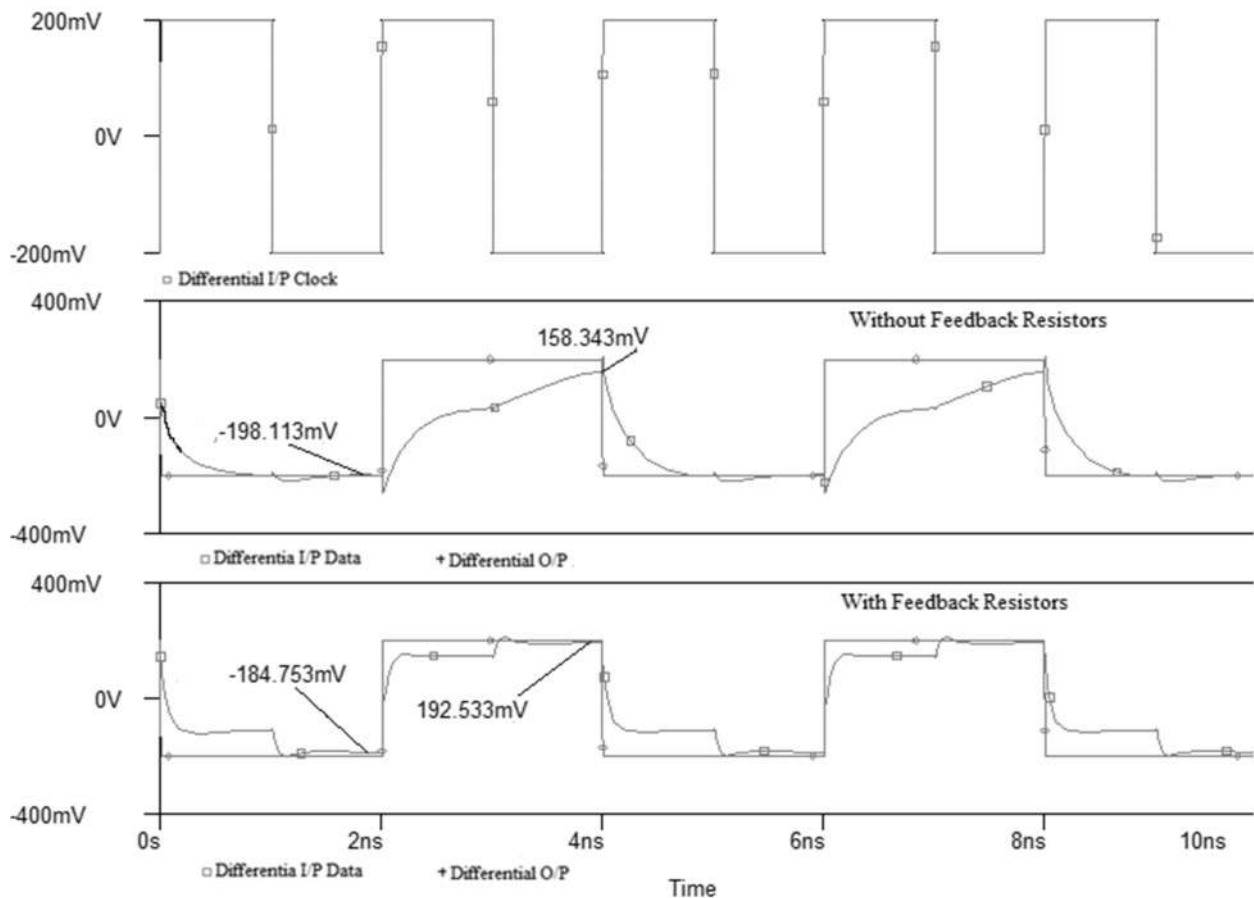 200mV
0V
-200mV
Differential I/P Clock
400mV
Without Feedback Resistors
158.343mV
0V
-198.113mV
-400mV
Differentia I/P Data + Differential O/P
400mV
With Feedback Resistors
-184.753mV
0V
192.533mV
-400mV
0s 2ns 4ns 6ns 8ns 10ns
Differentia I/P Data + Differential O/P
Time